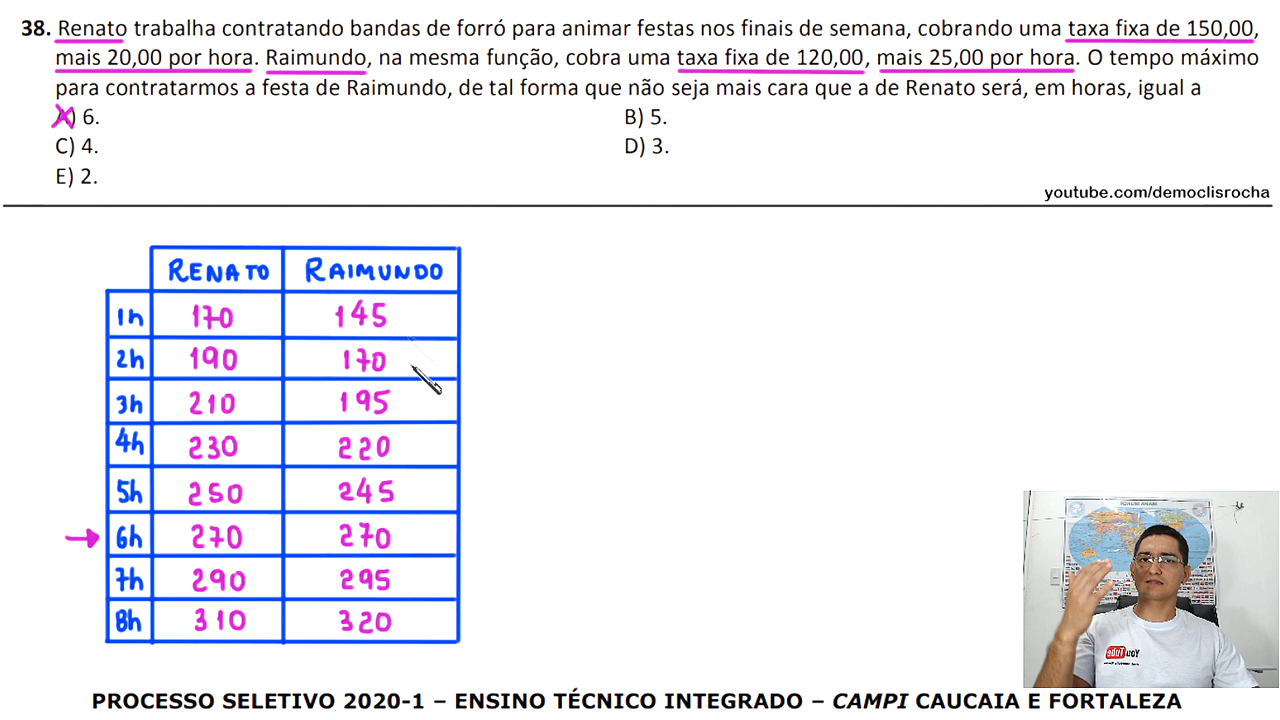 38. Renato trabalha contratando bandas de forró para animar festas nos finais de semana, cobrando uma taxa fixa de 150,00,
mais 20,00 por hora. Raimundo, na mesma função, cobra uma taxa fixa de 120,00, mais 25,00 por hora. O tempo máximo
para contratarmos a festa de Raimundo, de tal forma que não seja mais cara que a de Renato será, em horas, igual a
A) 6. B) 5.
C) 4. D) 3.
E) 2.
youtube.com/democlisrocha
RENATO RAIMUNDO
1h 170 145
2h 190 170
3h 210 195
4h 230 220
5h 250 245
6h 270 270
7h 290 295
8h 310 320
PROCESSO SELETIVO 2020-1 – ENSINO TÉCNICO INTEGRADO – CAMPI CAUCAIA E FORTALEZA